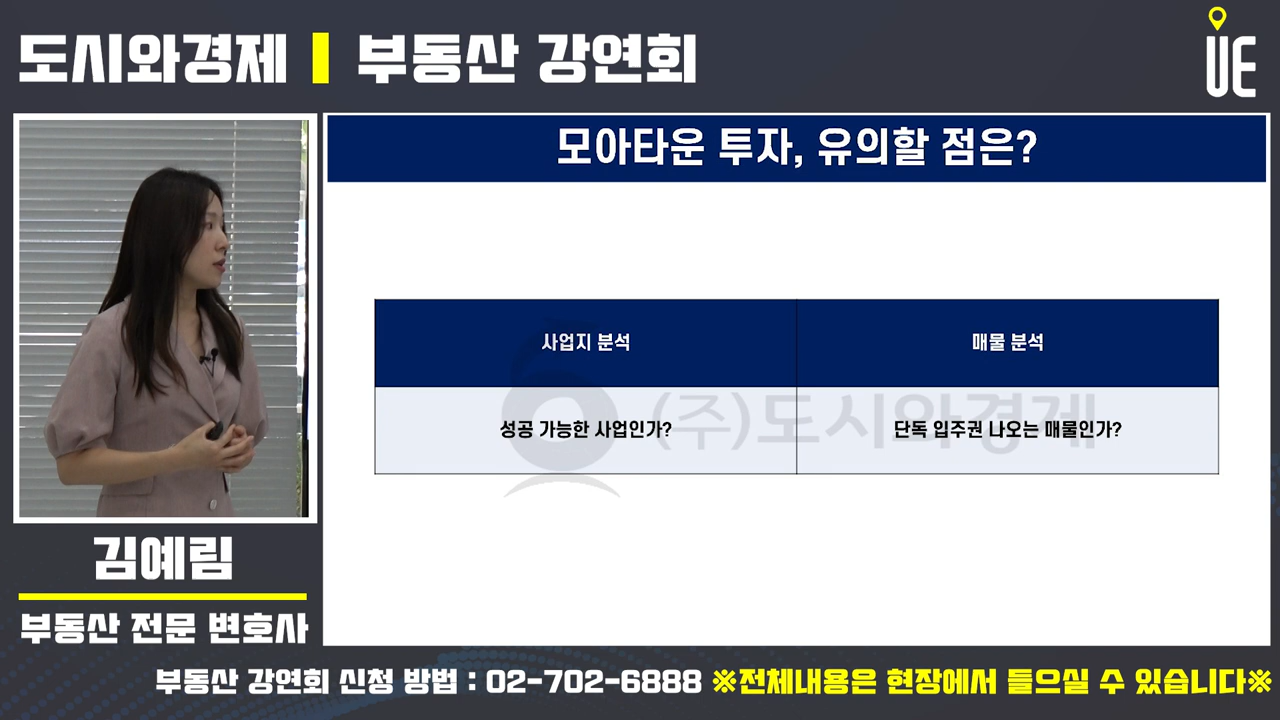 도시와경제 부동산 강연회
UE
모아타운 투자, 유의할 점은?
사업지 분석
매물 분석
성공 가능한 사업인가?
단독 입주권 나오는 매물인가?
(주)도시와경제
김예림
부동산 전문 변호사
부동산 강연회 신청 방법 : 02-702-6888 ※전체내용은 현장에서 들으실 수 있습니다※